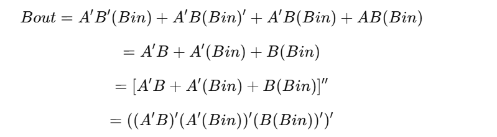 Bout = A′B′(Bin) + A′B(Bin)′ + A′B(Bin) + AB(Bin)
= A′B + A′(Bin) + B(Bin)
= [A′B + A′(Bin) + B(Bin)]″
= ((A′B)′(A′(Bin))′(B(Bin))′)′